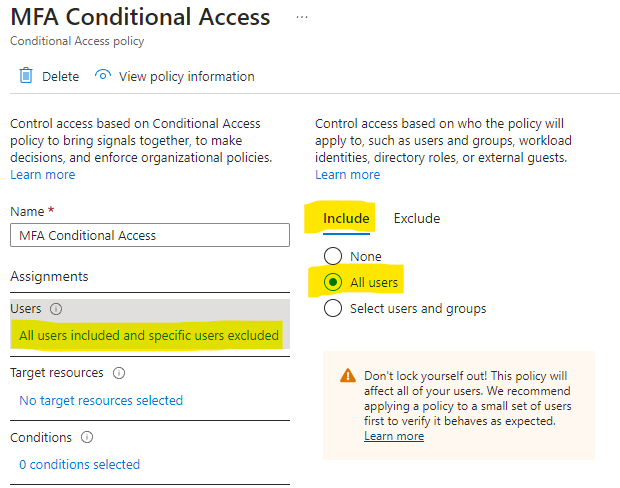 MFA Conditional Access ...
Conditional Access policy
Delete View policy information
Control access based on Conditional Access
policy to bring signals together, to make
decisions, and enforce organizational policies.
Learn more
Name *
MFA Conditional Access
Assignments
Users
All users included and specific users excluded
Target resources
No target resources selected
Conditions
0 conditions selected
Control access based on who the policy will
apply to, such as users and groups, workload
identities, directory roles, or external guests.
Learn more
Include Exclude
None
All users
Select users and groups
Don't lock yourself out! This policy will
affect all of your users. We recommend
applying a policy to a small set of users
first to verify it behaves as expected.
Learn more